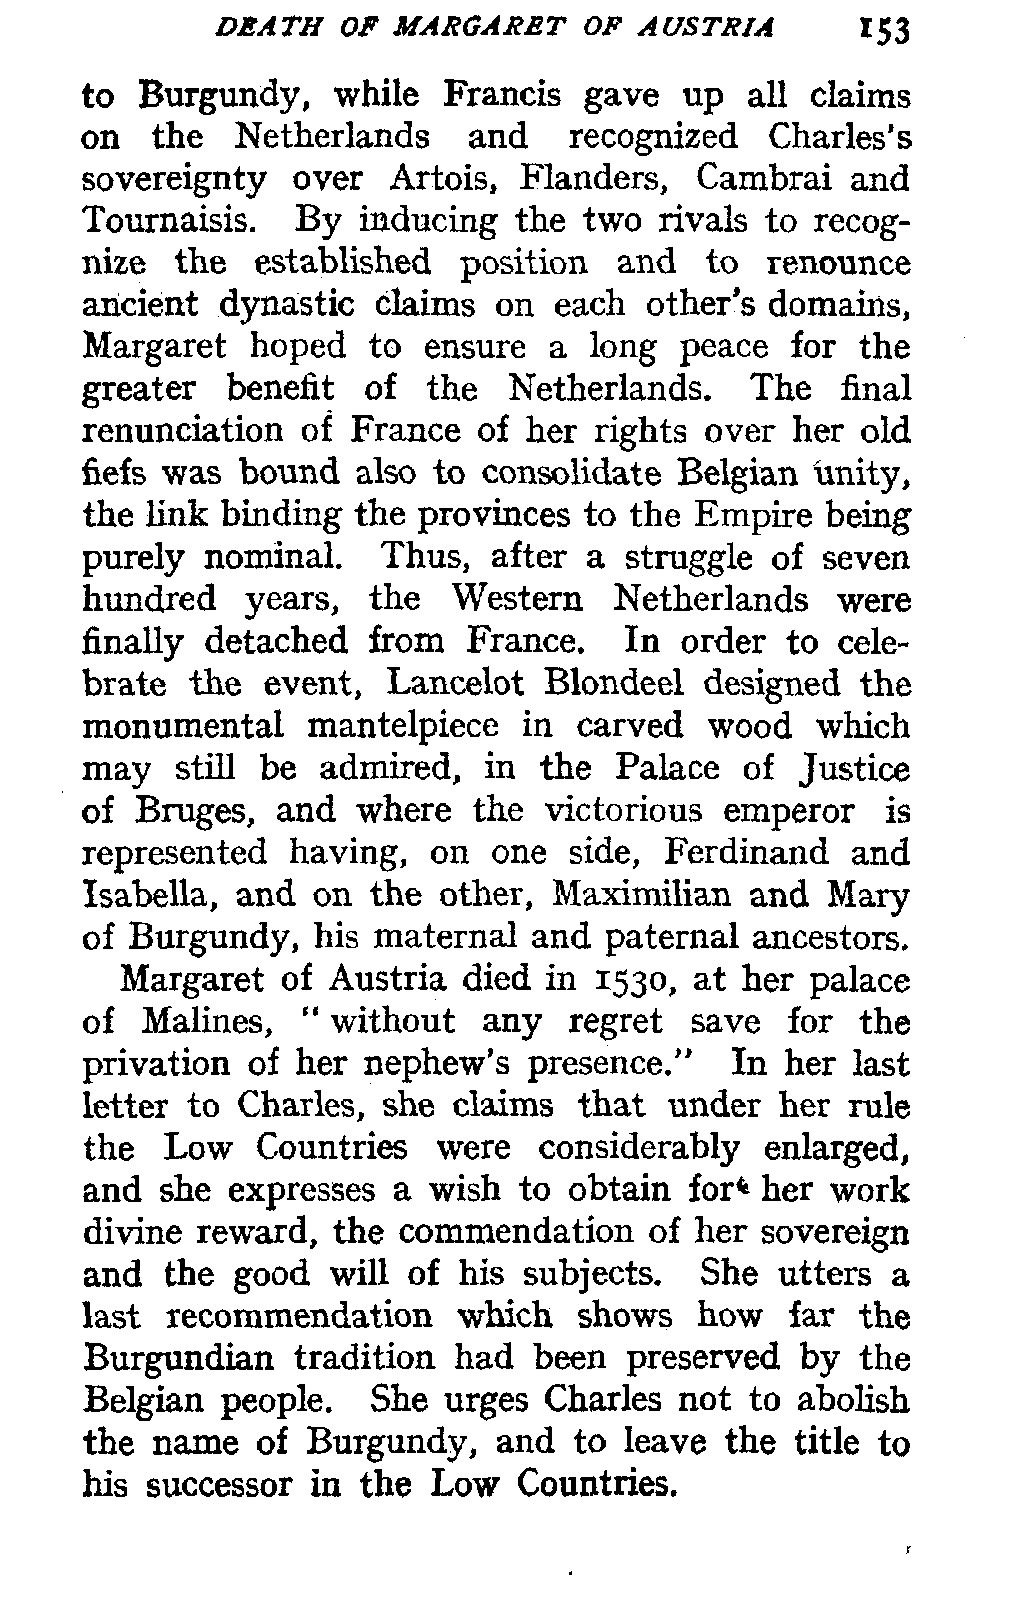 DEATH OF MARGARET OF AUSTRIA 153
to Burgundy, while Francis gave up all claims
on the Netherlands and recognized Charles's
sovereignty over Artois, Flanders, Cambrai and
Tournaisis. By inducing the two rivals to recog-
nize the established position and to renounce
ancient dynastic claims on each other's domains,
Margaret hoped to ensure a long peace for the
greater benefit of the Netherlands. The final
renunciation of France of her rights over her old
fiefs was bound also to consolidate Belgian unity,
the link binding the provinces to the Empire being
purely nominal. Thus, after a struggle of seven
hundred years, the Western Netherlands were
finally detached from France. In order to cele-
brate the event, Lancelot Blondeel designed the
monumental mantelpiece in carved wood which
may still be admired, in the Palace of Justice
of Bruges, and where the victorious emperor is
represented having, on one side, Ferdinand and
Isabella, and on the other, Maximilian and Mary
of Burgundy, his maternal and paternal ancestors.
Margaret of Austria died in 1530, at her palace
of Malines, "without any regret save for the
privation of her nephew's presence." In her last
letter to Charles, she claims that under her rule
the Low Countries were considerably enlarged,
and she expresses a wish to obtain for her work
divine reward, the commendation of her sovereign
and the good will of his subjects. She utters a
last recommendation which shows how far the
Burgundian tradition had been preserved by the
Belgian people. She urges Charles not to abolish
the name of Burgundy, and to leave the title to
his successor in the Low Countries.